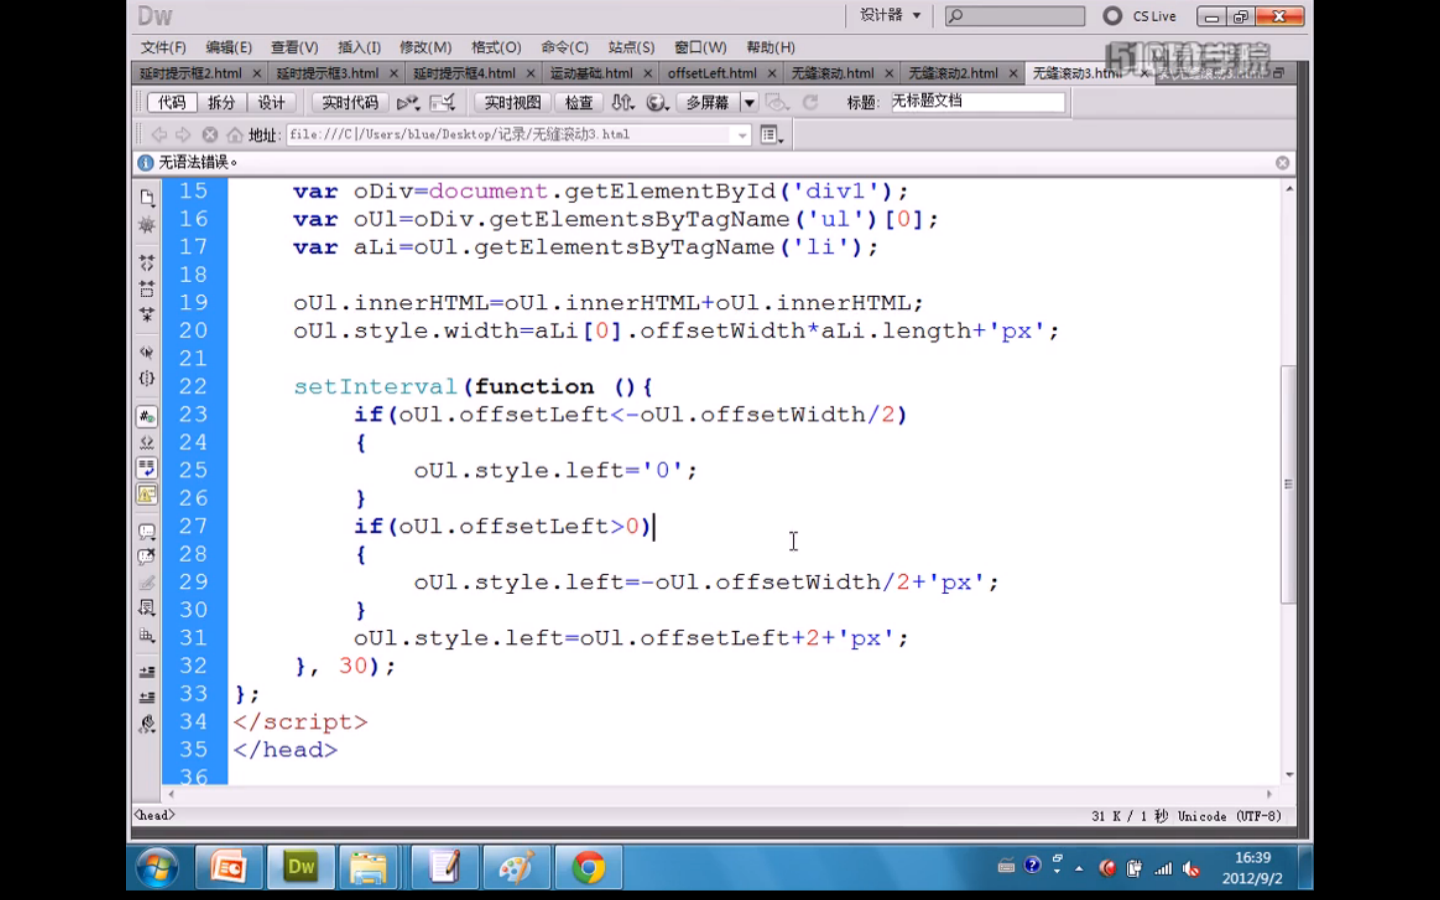 Dw
设计器
CS Live
文件(F) 编辑(E) 查看(V) 插入(I) 修改(M) 格式(O) 命令(C) 站点(S) 窗口(W) 帮助(H)
51CTO学院
延时提示框2.html × 延时提示框3.html × 延时提示框4.html × 运动基础.html × offsetLeft.html × 无缝滚动.html × 无缝滚动2.html × 无缝滚动3.html
代码 拆分 设计 实时代码 实时视图 检查 多屏幕 标题: 无标题文档
地址: file:///C|/Users/blue/Desktop/记录/无缝滚动3.html
无语法错误。
15 var oDiv=document.getElementById('div1');
16 var oUl=oDiv.getElementsByTagName('ul')[0];
17 var aLi=oUl.getElementsByTagName('li');
18
19 oUl.innerHTML=oUl.innerHTML+oUl.innerHTML;
20 oUl.style.width=aLi[0].offsetWidth*aLi.length+'px';
21
22 setInterval(function (){
23 if(oUl.offsetLeft<-oUl.offsetWidth/2)
24 {
25 oUl.style.left='0';
26 }
27 if(oUl.offsetLeft>0)
28 {
29 oUl.style.left=-oUl.offsetWidth/2+'px';
30 }
31 oUl.style.left=oUl.offsetLeft+2+'px';
32 }, 30);
33 };
34 </script>
35 </head>
36
<head>
31 K / 1 秒 Unicode (UTF-8)
Dw
16:39
2012/9/2